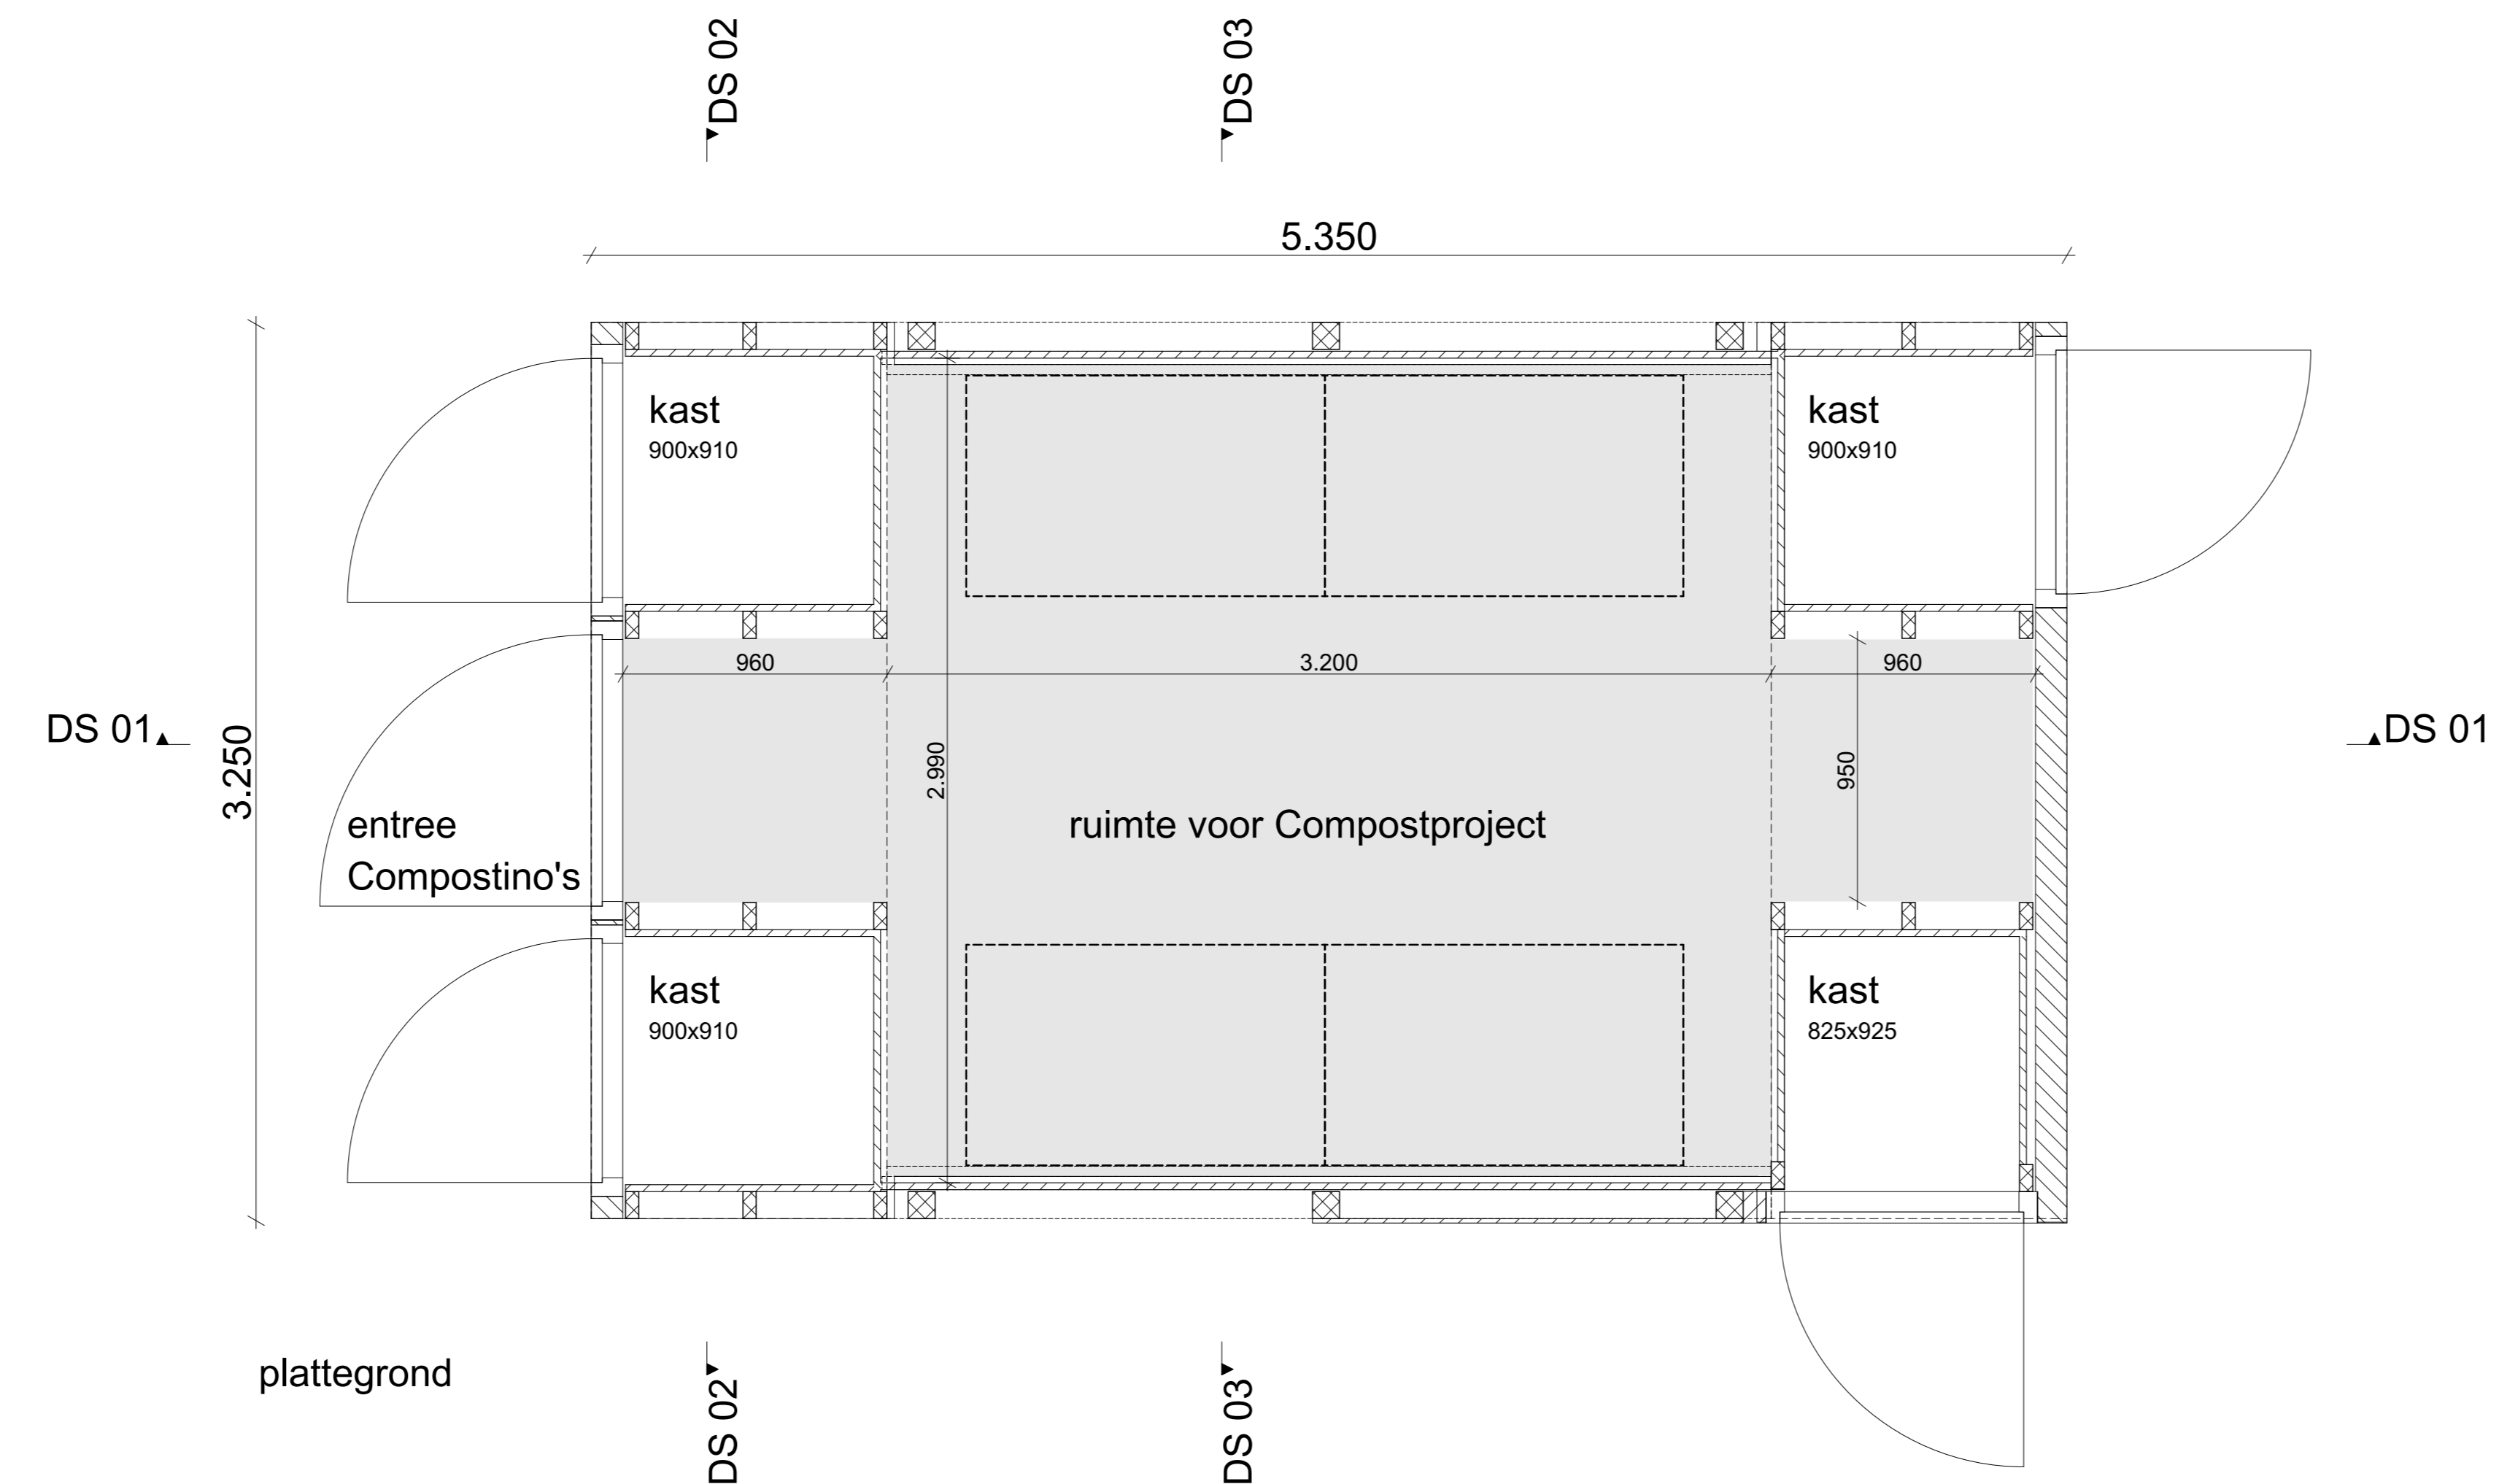 DS 02
DS 03
5.350
kast
900x910
kast
900x910
960
3.200
960
DS 01
DS 01
3.250
2.990
950
entree
Compostino's
ruimte voor Compostproject
kast
900x910
kast
825x925
plattegrond
DS 02
DS 03